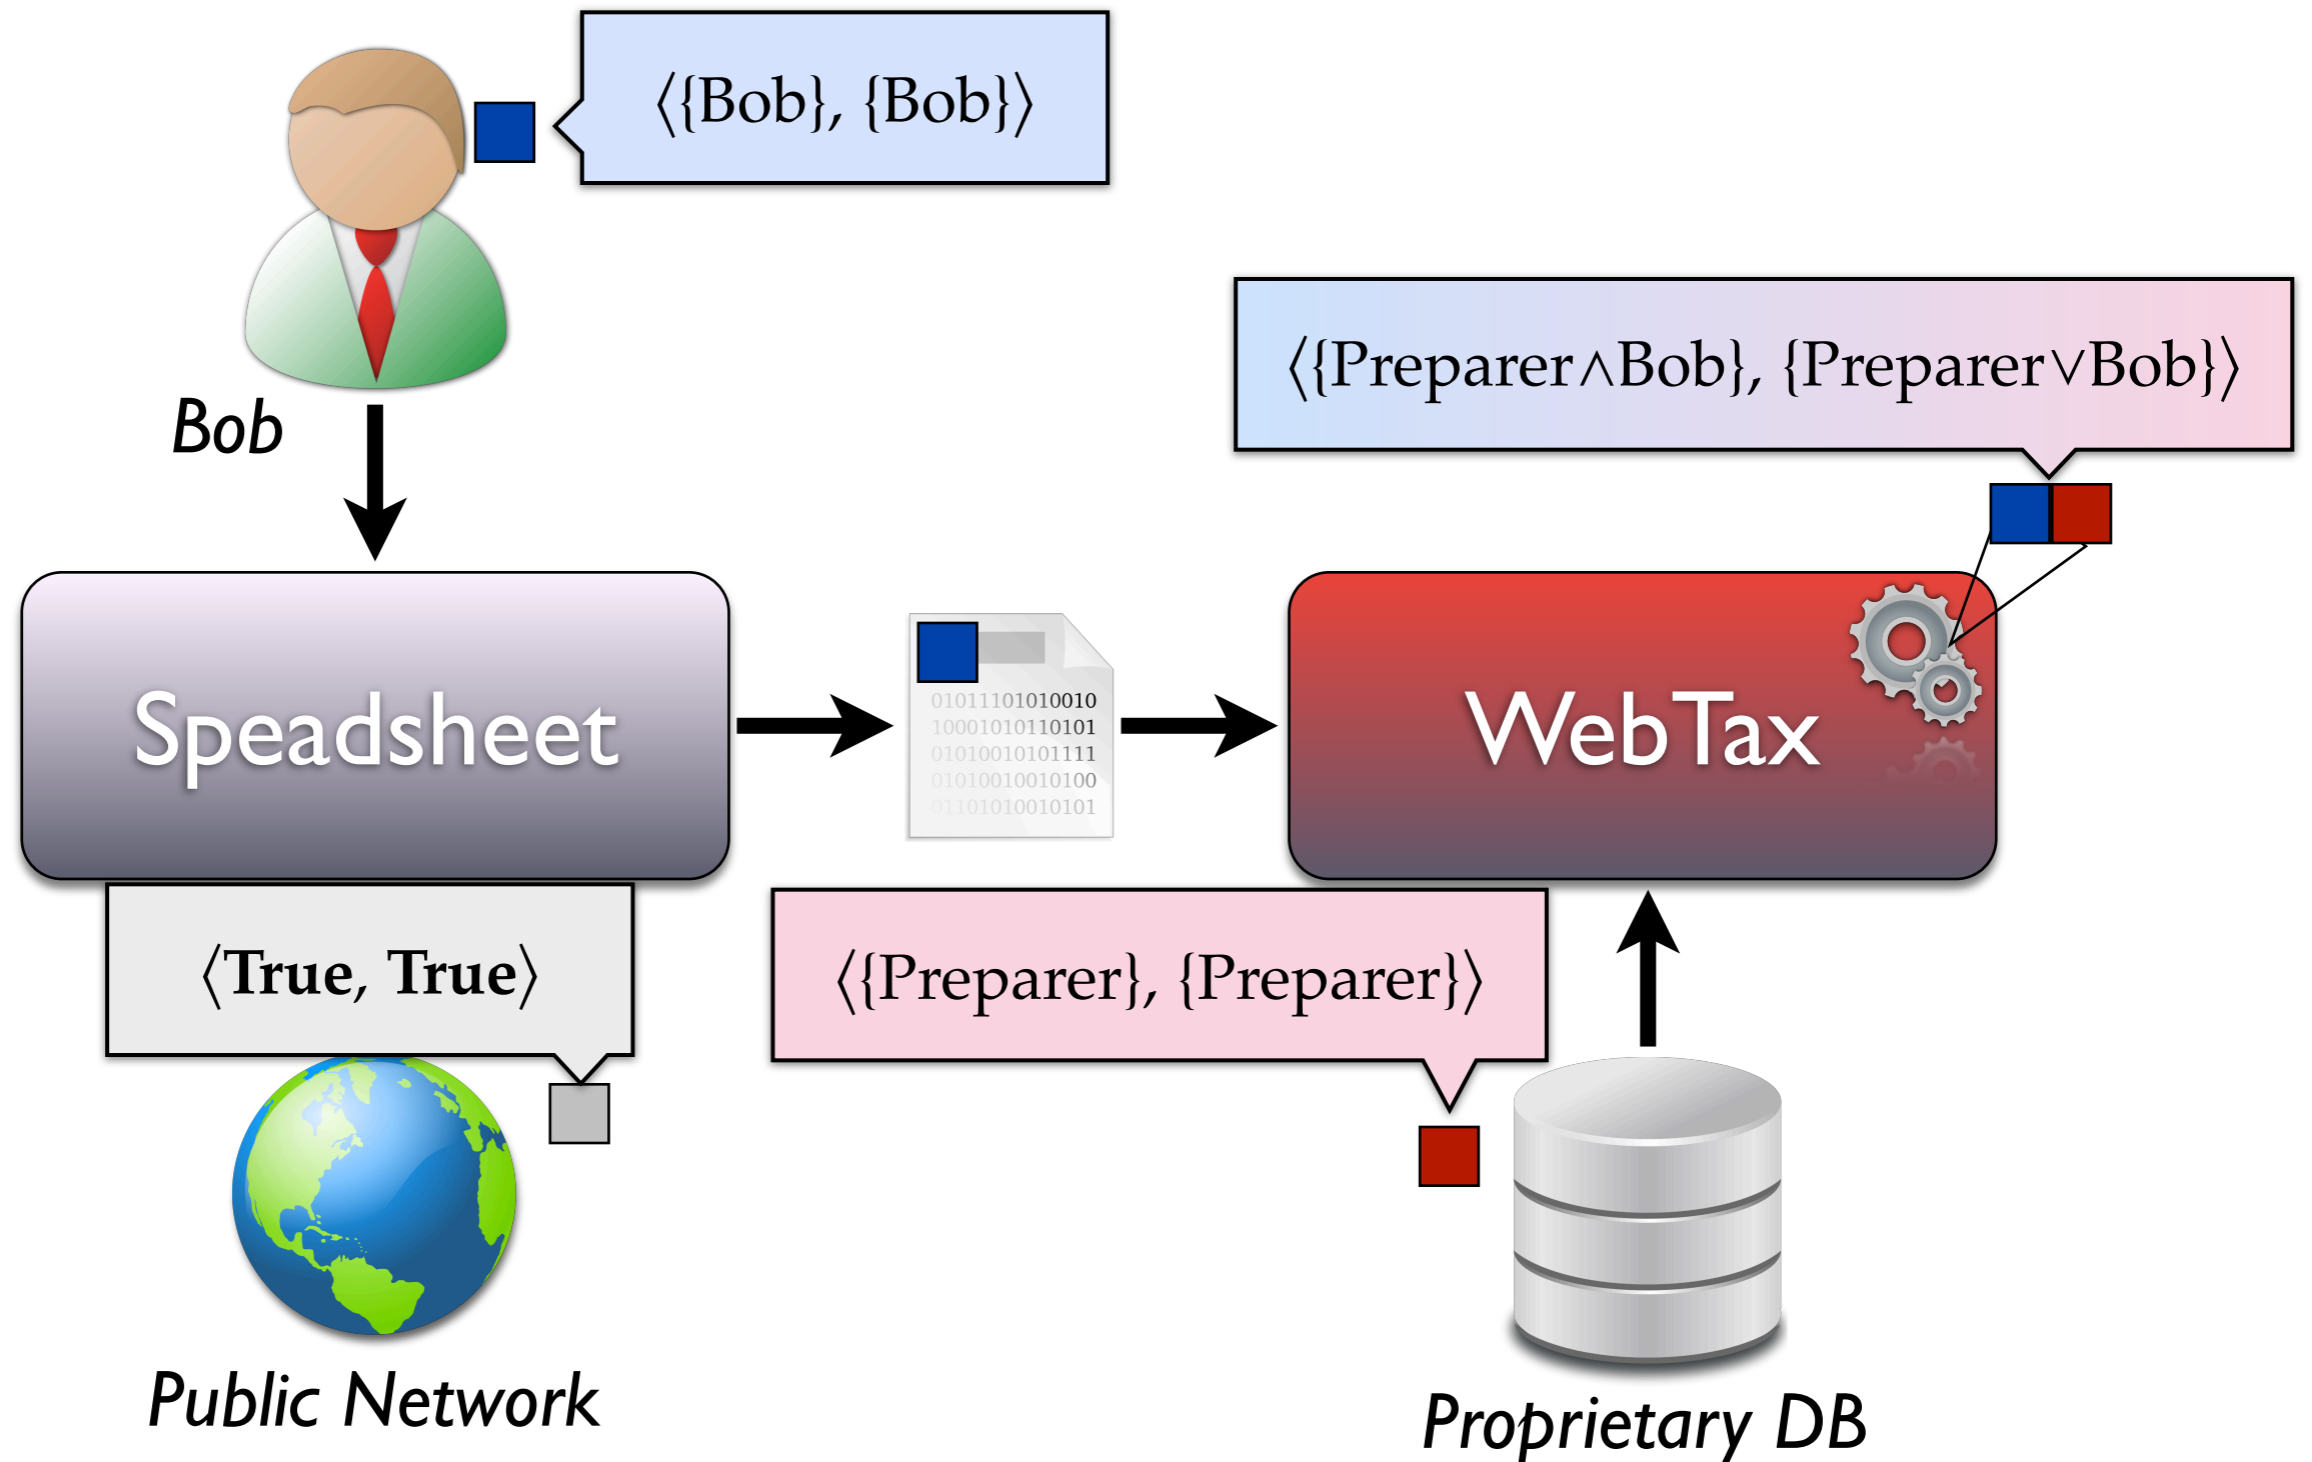 ⟨{Bob}, {Bob}⟩
Bob
⟨{Preparer∧Bob}, {Preparer∨Bob}⟩
Speadsheet
01011101010010
10001010110101
01010010101111
01010010010100
01101010010101
WebTax
⟨True, True⟩
⟨{Preparer}, {Preparer}⟩
Public Network
Proprietary DB